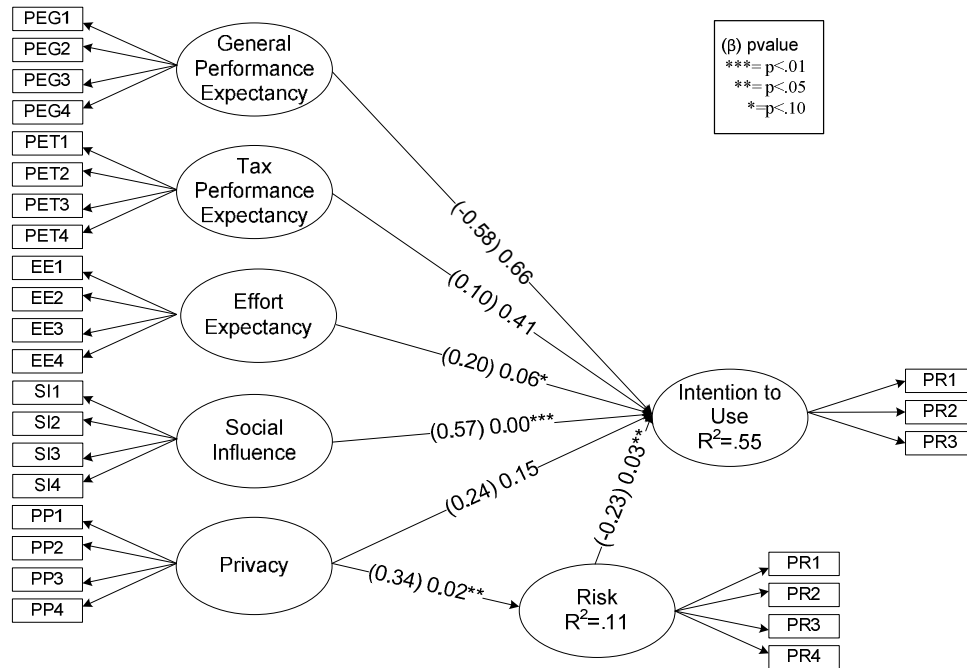 PEG1
PEG2
PEG3
PEG4
General
Performance
Expectancy
(β) pvalue
***= p<.01
**= p<.05
*=p<.10
PET1
PET2
PET3
PET4
Tax
Performance
Expectancy
(-0.58) 0.66
(0.10) 0.41
EE1
EE2
EE3
EE4
Effort
Expectancy
(0.20) 0.06*
SI1
SI2
SI3
SI4
Social
Influence
(0.57) 0.00***
Intention to
Use
R²=.55
PR1
PR2
PR3
(0.24) 0.15
(-0.23) 0.03**
PP1
PP2
PP3
PP4
Privacy
(0.34) 0.02**
Risk
R²=.11
PR1
PR2
PR3
PR4